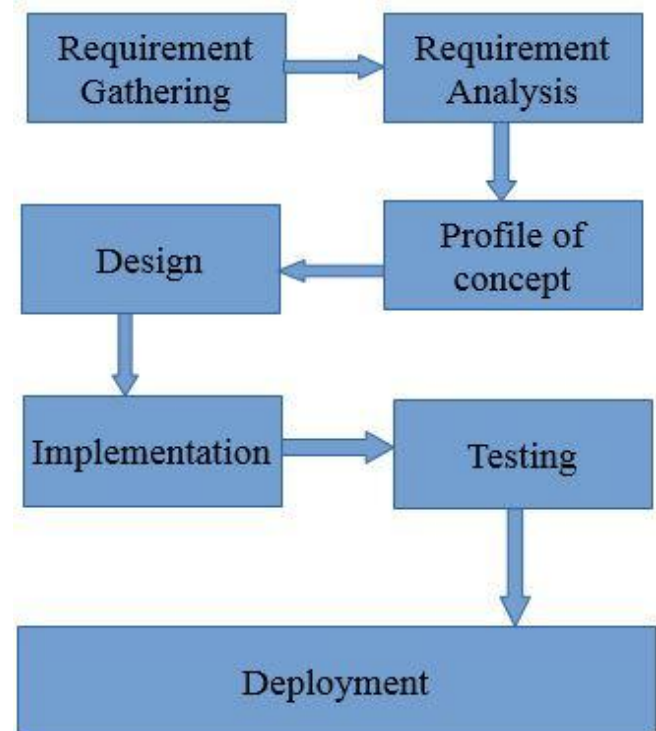 Requirement
Gathering
Requirement
Analysis
Profile of
concept
Design
Implementation
Testing
Deployment